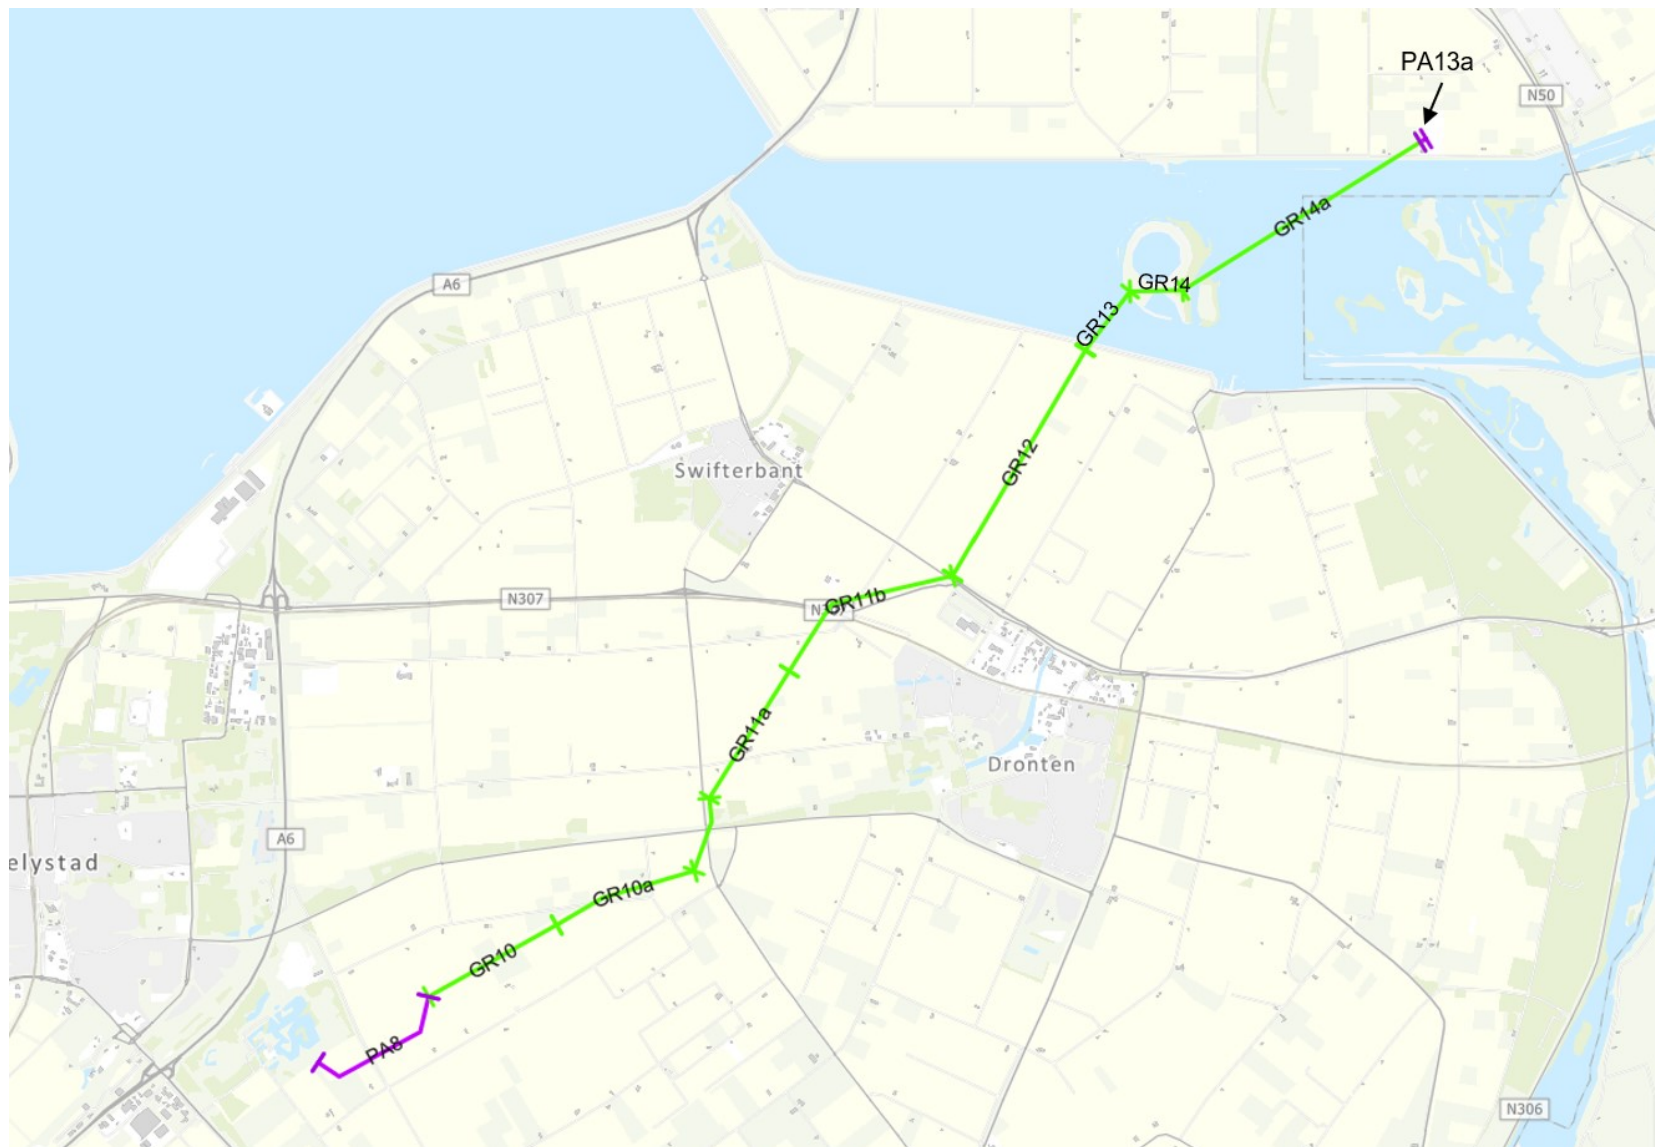 PA13a
N50
GR14a
A6
GR14
GR13
Swifterbant
GR12
N307
GR11b
GR11a
Dronten
A6
elystad
GR10a
GR10
PA8
N306